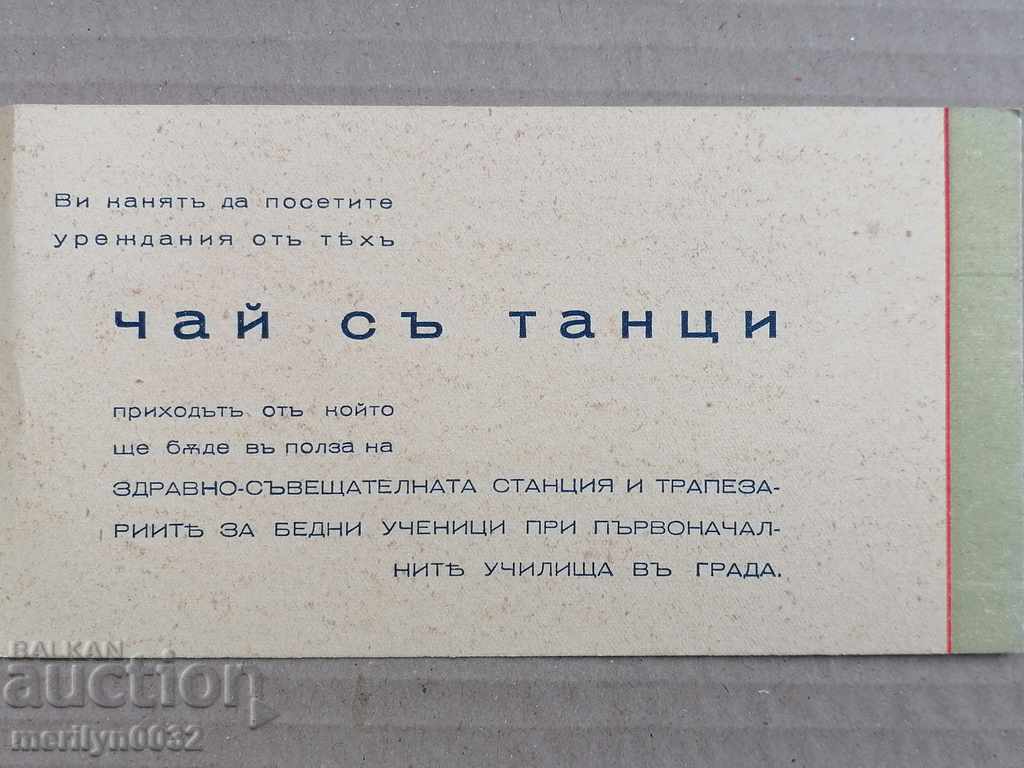 Ви канятъ да посетите
уреждания отъ тѣхъ
чай съ танци
приходътъ отъ който
ще бѫде въ полза на
ЗДРАВНО-СЪВЕЩАТЕЛНАТА СТАНЦИЯ И ТРАПЕЗА-
РИИТѢ ЗА БЕДНИ УЧЕНИЦИ ПРИ ПЪРВОНАЧАЛ-
НИТѢ УЧИЛИЩА ВЪ ГРАДА.
BALKAN
auction
merilyn0032